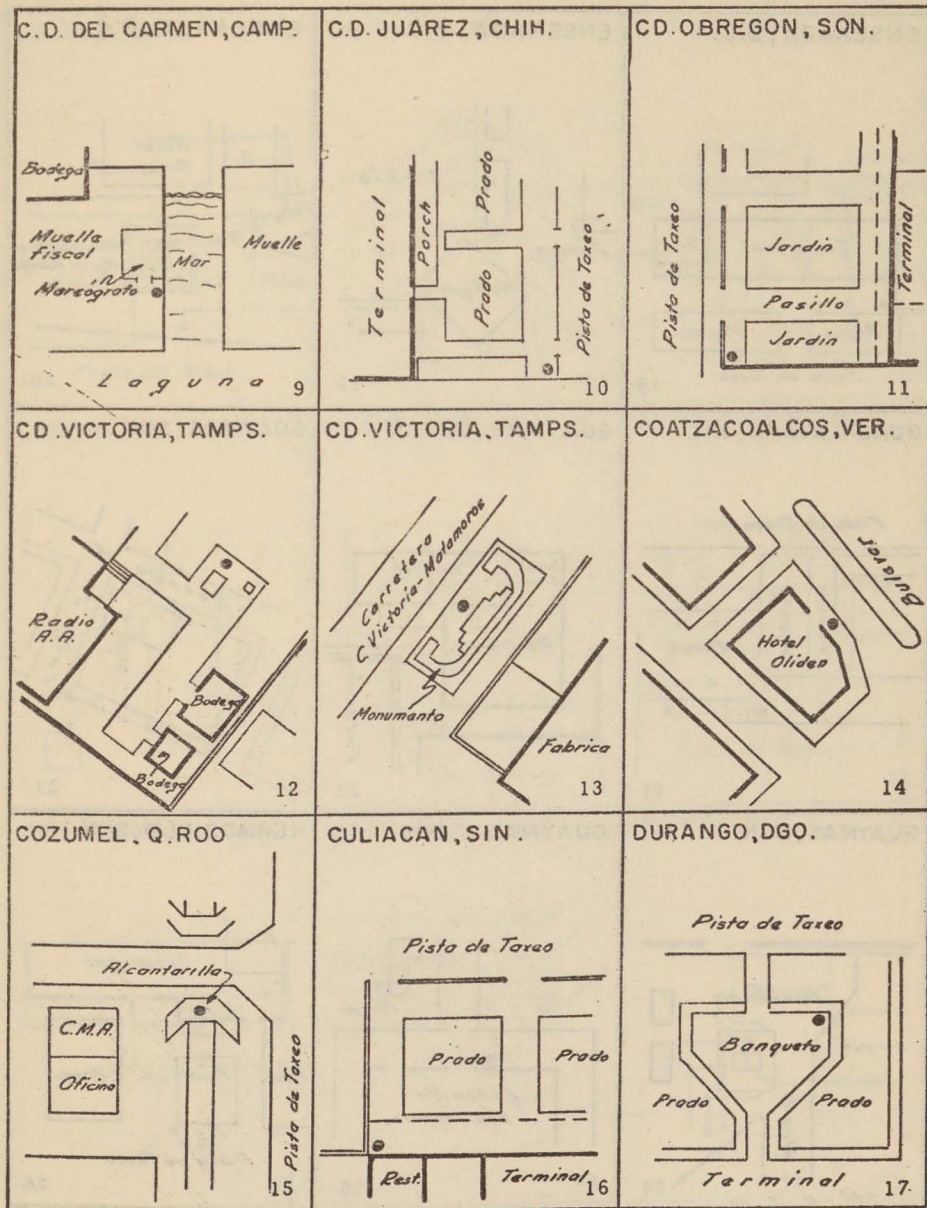 C.D. DEL CARMEN, CAMP.
Bodega
Muelle
fiscal
Mareógrafo
Mar
Muelle
Laguna
9
C.D. JUAREZ, CHIH.
Terminal
Porch
Prado
Prado
Pista de Taxeo
10
CD. OBREGON, SON.
Pista de Taxeo
Jardin
Pasillo
Jardin
Terminal
11
CD. VICTORIA, TAMPS.
Radio
A.A.
Bodega
Bodega
12
CD. VICTORIA, TAMPS.
Carretera
C. Victoria-Matamoros
Monumento
Fabrica
13
COATZACOALCOS, VER.
Bulevar
Hotel
Oliden
14
COZUMEL, Q. ROO
Alcantarilla
C.M.A.
Oficina
Pista de Taxeo
15
CULIACAN, SIN.
Pista de Taxeo
Prado
Prado
Rest.
Terminal
16
DURANGO, DGO.
Pista de Taxeo
Banqueta
Prado
Prado
Terminal
17